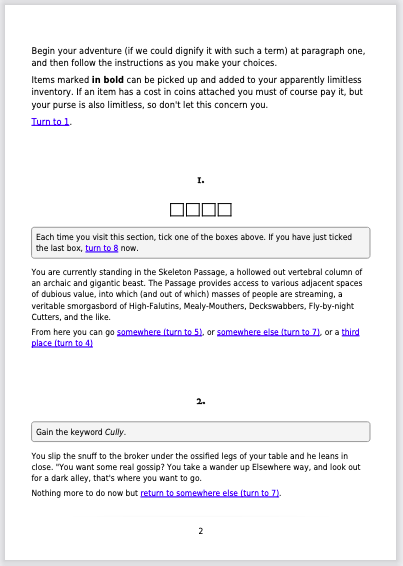 Begin your adventure (if we could dignify it with such a term) at paragraph one,
and then follow the instructions as you make your choices.
Items marked in bold can be picked up and added to your apparently limitless
inventory. If an item has a cost in coins attached you must of course pay it, but
your purse is also limitless, so don't let this concern you.
Turn to 1.
1.
Each time you visit this section, tick one of the boxes above. If you have just ticked
the last box, turn to 8 now.
You are currently standing in the Skeleton Passage, a hollowed out vertebral column of
an archaic and gigantic beast. The Passage provides access to various adjacent spaces
of dubious value, into which (and out of which) masses of people are streaming, a
veritable smorgasbord of High-Falutins, Mealy-Mouthers, Deckswabbers, Fly-by-night
Cutters, and the like.
From here you can go somewhere (turn to 5), or somewhere else (turn to 7), or a third
place (turn to 4)
2.
Gain the keyword Cully.
You slip the snuff to the broker under the ossified legs of your table and he leans in
close. "You want some real gossip? You take a wander up Elsewhere way, and look out
for a dark alley, that's where you want to go.
Nothing more to do now but return to somewhere else (turn to 7).
2